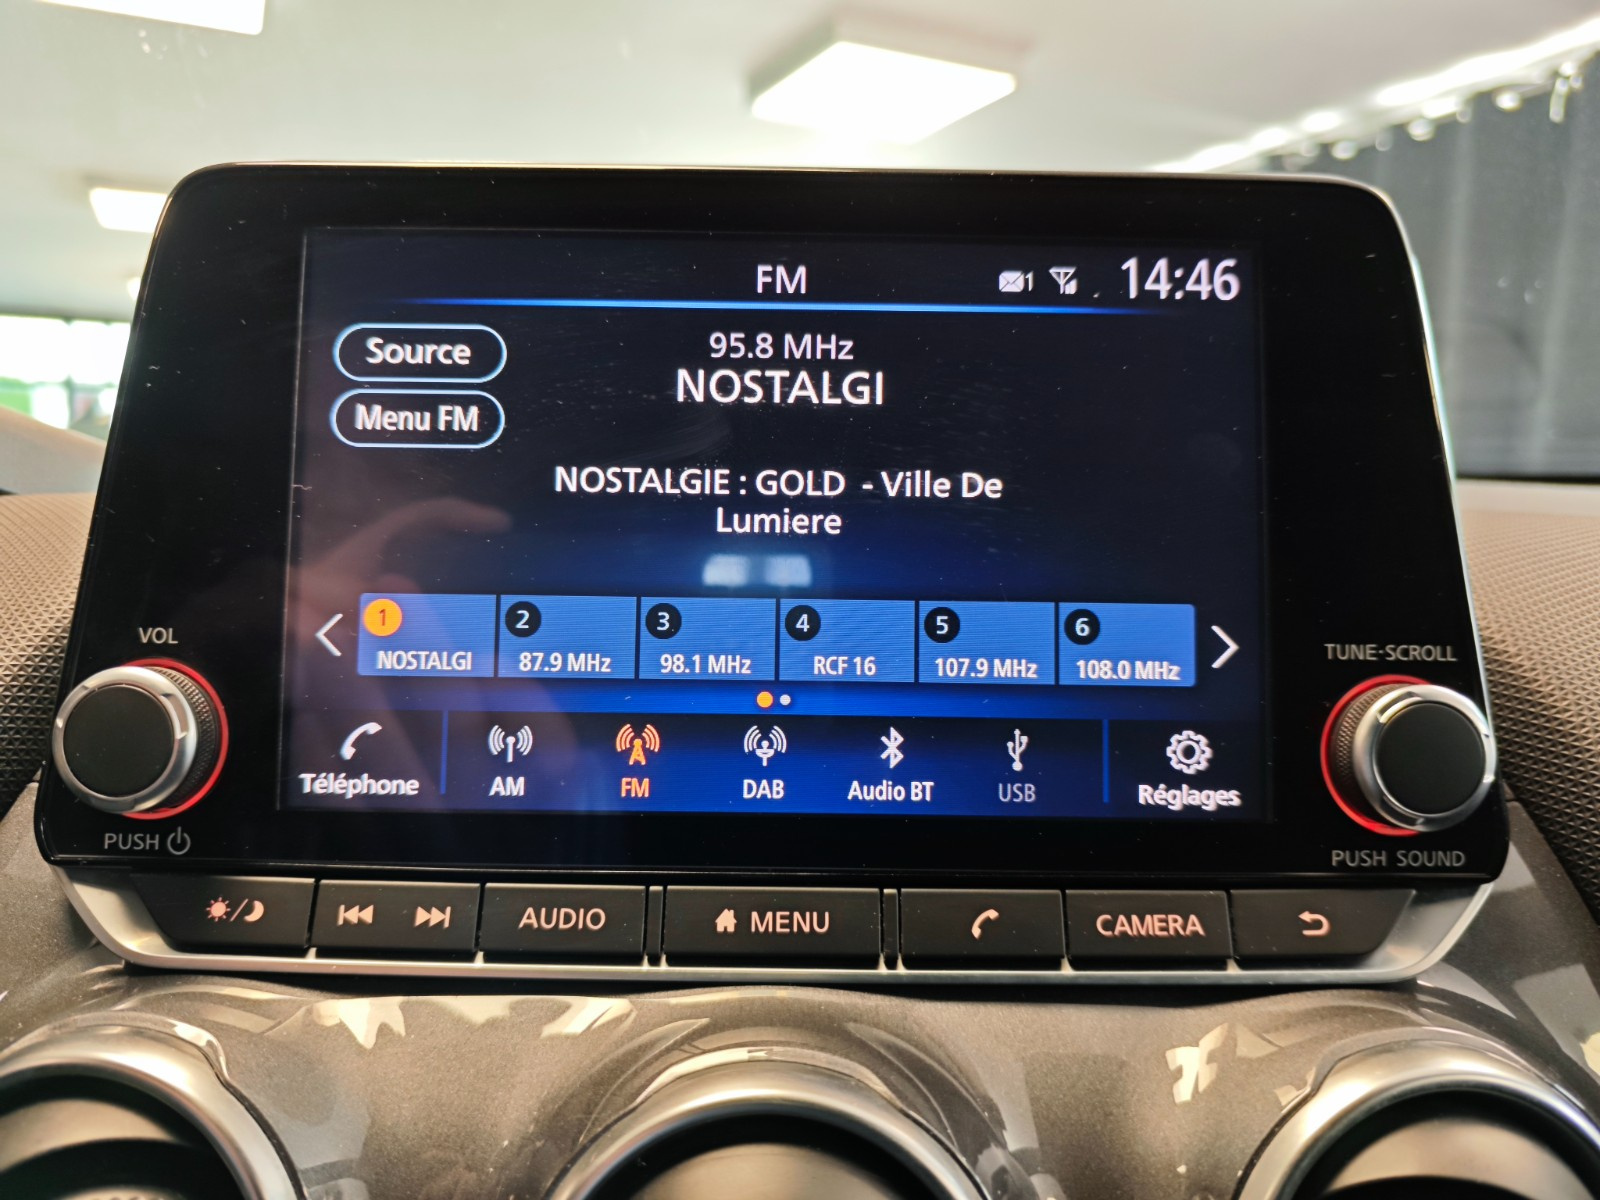 FM
1
14:46
Source
95.8 MHz
NOSTALGI
Menu FM
NOSTALGIE : GOLD - Ville De
Lumiere
1
NOSTALGI
2
87.9 MHz
3
98.1 MHz
4
RCF 16
5
107.9 MHz
6
108.0 MHz
VOL
TUNE·SCROLL
Téléphone
AM
FM
DAB
Audio BT
USB
Réglages
PUSH
PUSH SOUND
AUDIO
MENU
CAMERA